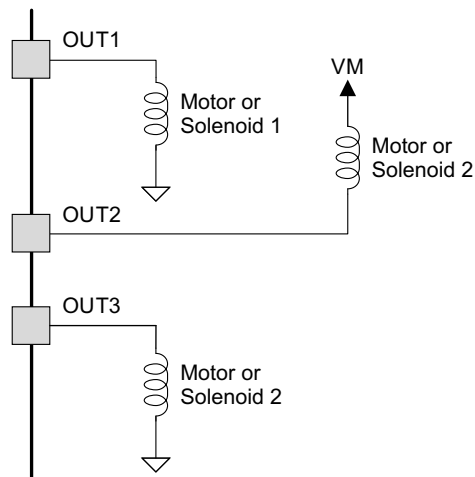 OUT1
Motor or
Solenoid 1
VM
Motor or
Solenoid 2
OUT2
OUT3
Motor or
Solenoid 2